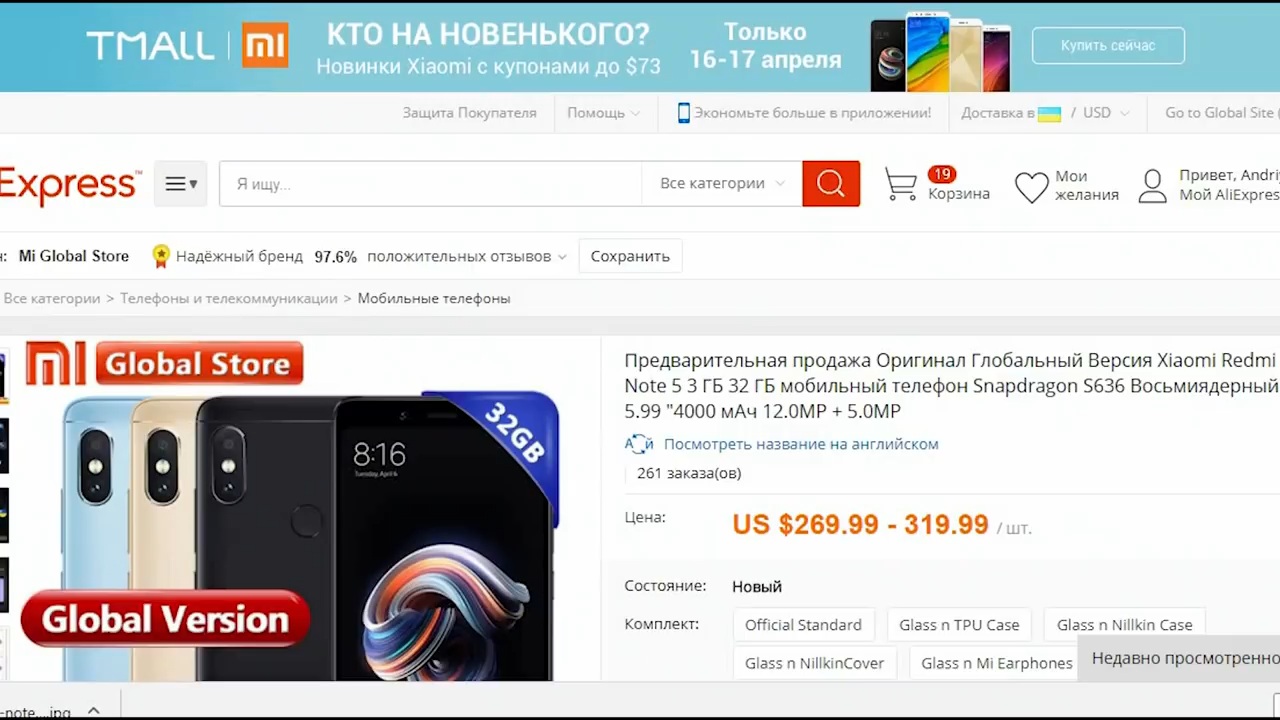 TMALL mi КТО НА НОВЕНЬКОГО? Только
Новинки Xiaomi с купонами до $73 16-17 апреля Купить сейчас
Защита Покупателя Помощь Экономьте больше в приложении! Доставка в / USD Go to Global Site (
Express™ Я ищу... Все категории 19 Корзина Мои желания Привет, Andriy
Мой AliExpres
н: Mi Global Store Надёжный бренд 97.6% положительных отзывов Сохранить
Все категории > Телефоны и телекоммуникации > Мобильные телефоны
MI Global Store
Предварительная продажа Оригинал Глобальный Версия Xiaomi Redmi
Note 5 3 ГБ 32 ГБ мобильный телефон Snapdragon S636 Восьмиядерный
5.99 "4000 мАч 12.0MP + 5.0MP
Посмотреть название на английском
261 заказа(ов)
32GB
8:16
Цена: US $269.99 - 319.99 / шт.
Состояние: Новый
Комплект: Official Standard Glass n TPU Case Glass n Nillkin Case
Global Version
Glass n NillkinCover Glass n Mi Earphones
Недавно просмотренно
-note....jpg